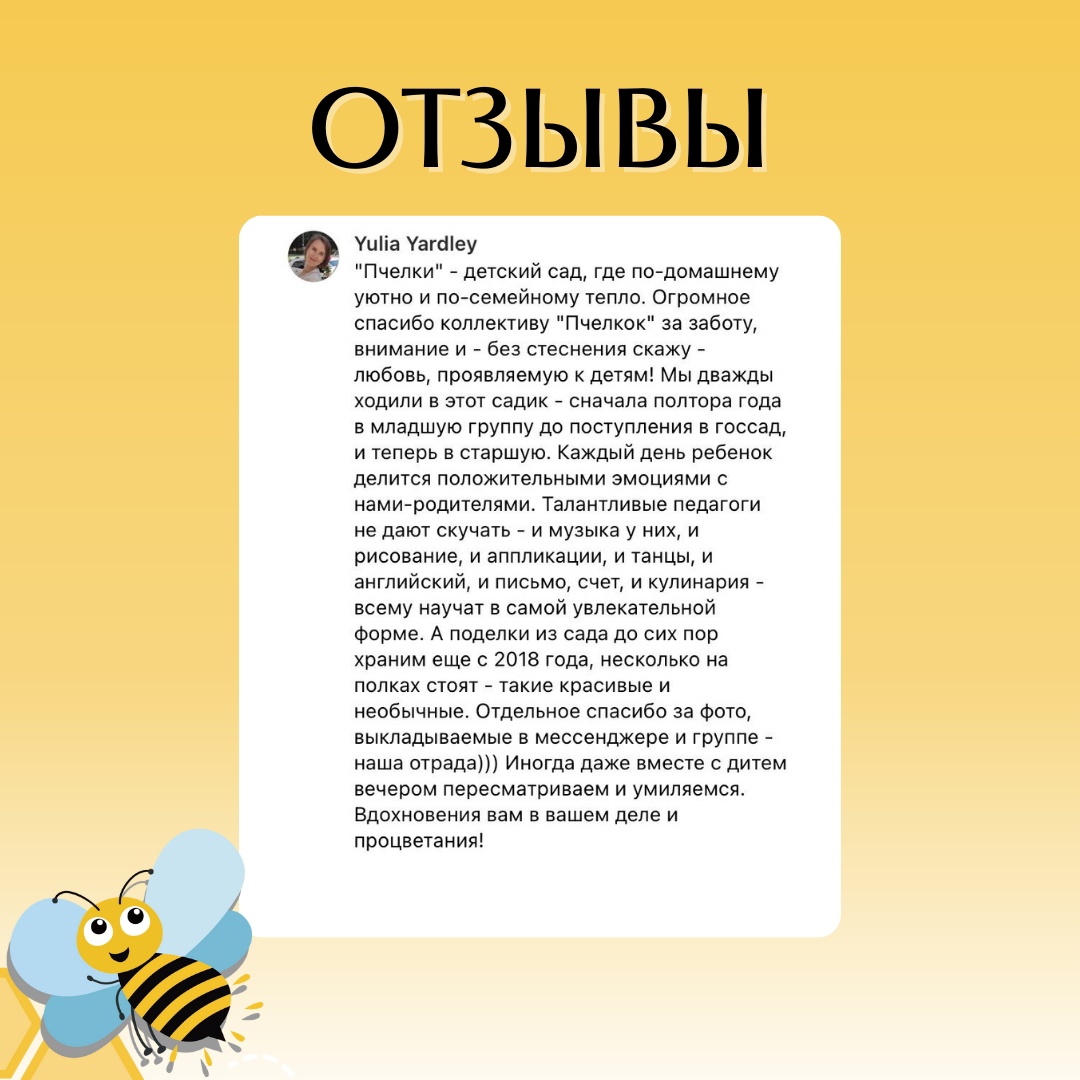 ОТЗЫВЫ
Yulia Yardley
"Пчелки" - детский сад, где по-домашнему
уютно и по-семейному тепло. Огромное
спасибо коллективу "Пчелкок" за заботу,
внимание и - без стеснения скажу -
любовь, проявляемую к детям! Мы дважды
ходили в этот садик - сначала полтора года
в младшую группу до поступления в госсад,
и теперь в старшую. Каждый день ребенок
делится положительными эмоциями с
нами-родителями. Талантливые педагоги
не дают скучать - и музыка у них, и
рисование, и аппликации, и танцы, и
английский, и письмо, счет, и кулинария -
всему научат в самой увлекательной
форме. А поделки из сада до сих пор
храним еще с 2018 года, несколько на
полках стоят - такие красивые и
необычные. Отдельное спасибо за фото,
выкладываемые в мессенджере и группе -
наша отрада))) Иногда даже вместе с дитем
вечером пересматриваем и умиляемся.
Вдохновения вам в вашем деле и
процветания!